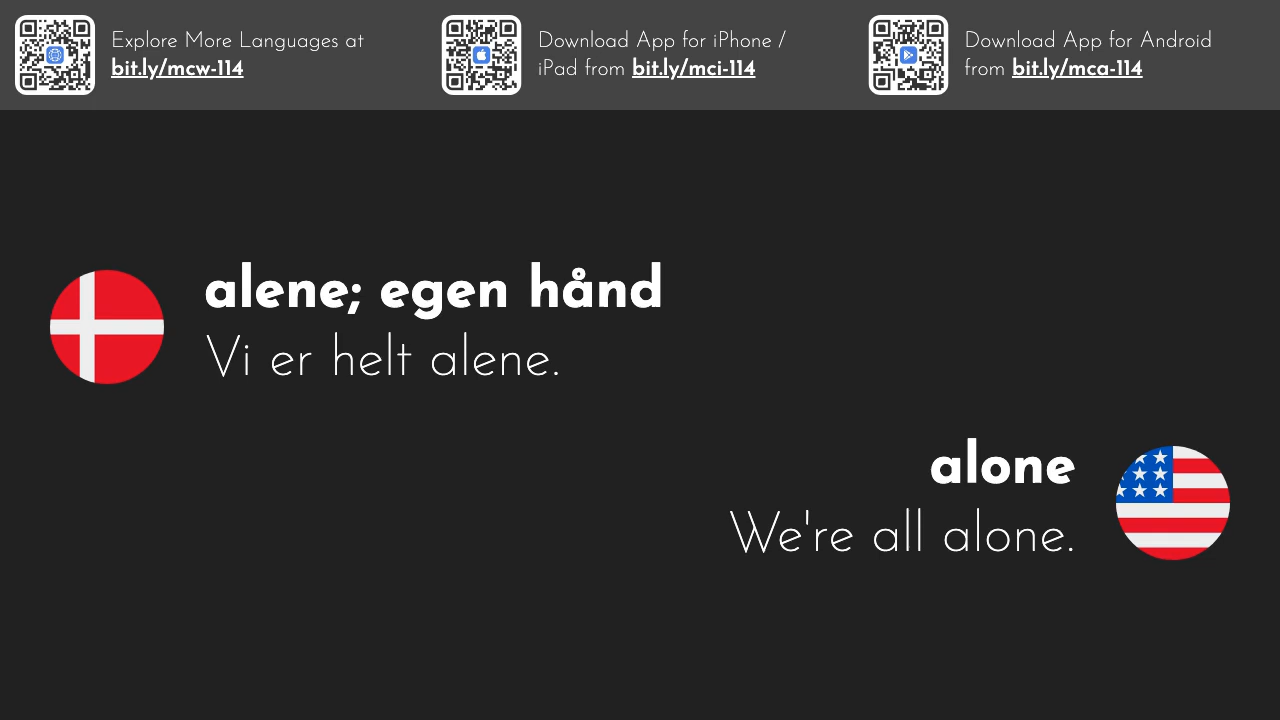 Explore More Languages at
bit.ly/mcw-114
Download App for iPhone /
iPad from bit.ly/mci-114
Download App for Android
from bit.ly/mca-114
alene; egen hånd
Vi er helt alene.
alone
We're all alone.